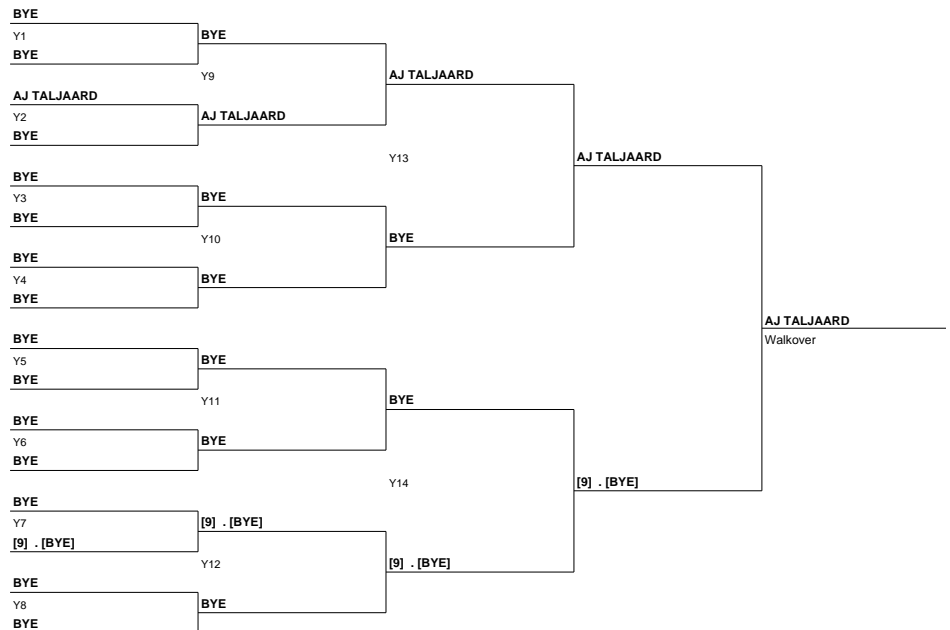 BYE
Y1
BYE
BYE
Y9
AJ TALJAARD
AJ TALJAARD
Y2
AJ TALJAARD
BYE
Y13
AJ TALJAARD
BYE
Y3
BYE
BYE
Y10
BYE
BYE
Y4
BYE
BYE
AJ TALJAARD
Walkover
BYE
Y5
BYE
BYE
Y11
BYE
BYE
Y6
BYE
BYE
Y14
[9] . [BYE]
BYE
Y7
[9] . [BYE]
[9] . [BYE]
Y12
[9] . [BYE]
BYE
Y8
BYE
BYE